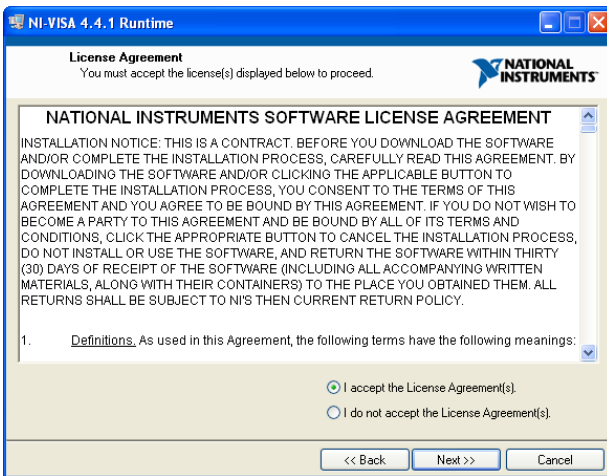 NI-VISA 4.4.1 Runtime
License Agreement
You must accept the license(s) displayed below to proceed.
NATIONAL
INSTRUMENTS
NATIONAL INSTRUMENTS SOFTWARE LICENSE AGREEMENT
INSTALLATION NOTICE: THIS IS A CONTRACT. BEFORE YOU DOWNLOAD THE SOFTWARE
AND/OR COMPLETE THE INSTALLATION PROCESS, CAREFULLY READ THIS AGREEMENT. BY
DOWNLOADING THE SOFTWARE AND/OR CLICKING THE APPLICABLE BUTTON TO
COMPLETE THE INSTALLATION PROCESS, YOU CONSENT TO THE TERMS OF THIS
AGREEMENT AND YOU AGREE TO BE BOUND BY THIS AGREEMENT. IF YOU DO NOT WISH TO
BECOME A PARTY TO THIS AGREEMENT AND BE BOUND BY ALL OF ITS TERMS AND
CONDITIONS, CLICK THE APPROPRIATE BUTTON TO CANCEL THE INSTALLATION PROCESS,
DO NOT INSTALL OR USE THE SOFTWARE, AND RETURN THE SOFTWARE WITHIN THIRTY
(30) DAYS OF RECEIPT OF THE SOFTWARE (INCLUDING ALL ACCOMPANYING WRITTEN
MATERIALS, ALONG WITH THEIR CONTAINERS) TO THE PLACE YOU OBTAINED THEM. ALL
RETURNS SHALL BE SUBJECT TO NI'S THEN CURRENT RETURN POLICY.
1. Definitions. As used in this Agreement, the following terms have the following meanings:
I accept the License Agreement(s).
I do not accept the License Agreement(s).
<< Back Next >> Cancel